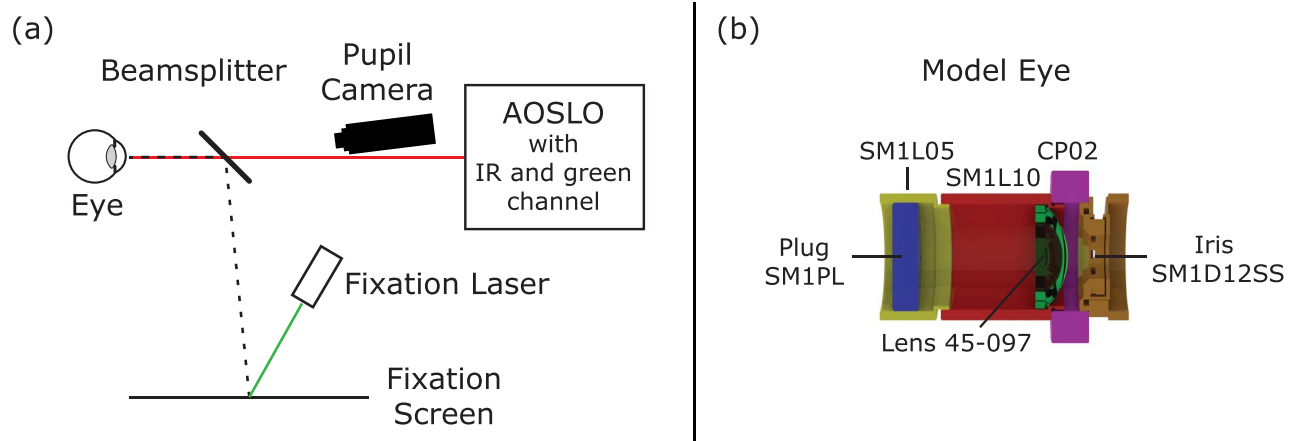 (a)
Beamsplitter
Pupil
Camera
AOSLO
with
IR and green
channel
Eye
Fixation Laser
Fixation
Screen
(b)
Model Eye
SM1L05
CP02
SM1L10
Plug
SM1PL
Iris
SM1D12SS
Lens 45-097